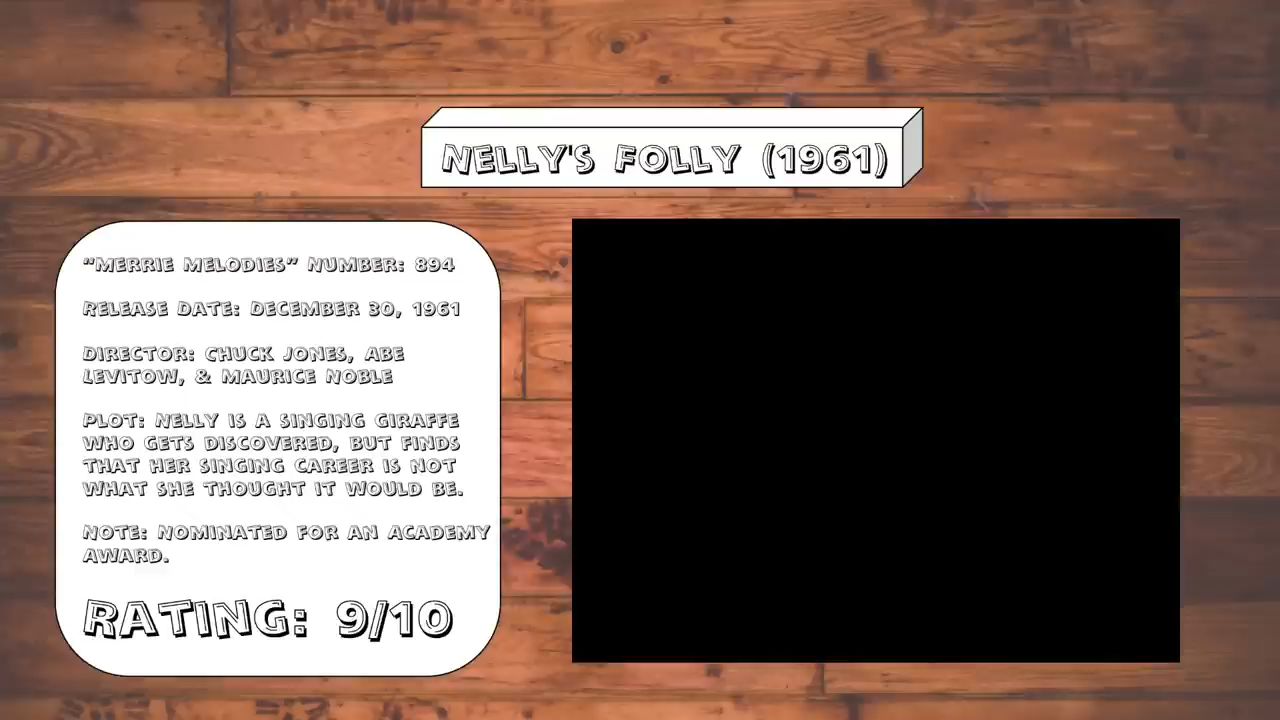 NELLY'S FOLLY (1961)
"MERRIE MELODIES" NUMBER: 894
RELEASE DATE: DECEMBER 30, 1961
DIRECTOR: CHUCK JONES, ABE
LEVITOW, & MAURICE NOBLE
PLOT: NELLY IS A SINGING GIRAFFE
WHO GETS DISCOVERED, BUT FINDS
THAT HER SINGING CAREER IS NOT
WHAT SHE THOUGHT IT WOULD BE.
NOTE: NOMINATED FOR AN ACADEMY
AWARD.
RATING: 9/10